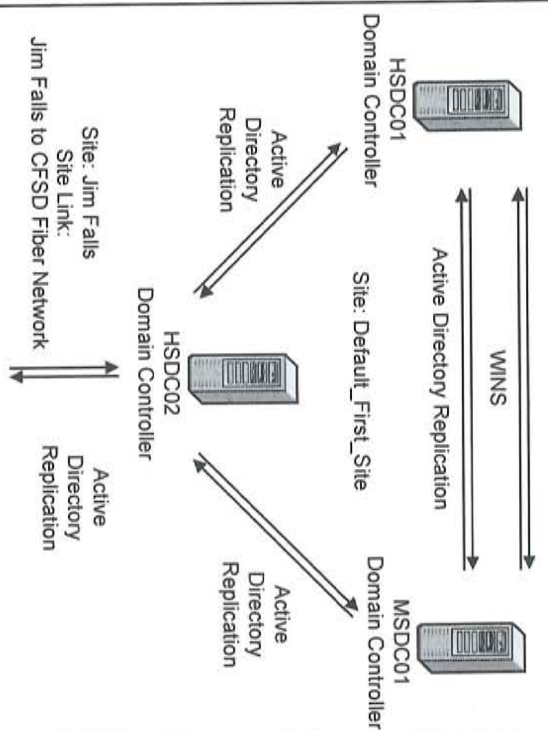 WINS
Active Directory Replication
HSDC01
Domain Controller
MSDC01
Domain Controller
Site: Default_First_Site
Active
Directory
Replication
Active
Directory
Replication
HSDC02
Domain Controller
Site: Jim Falls
Site Link:
Jim Falls to CFSD Fiber Network
Active
Directory
Replication